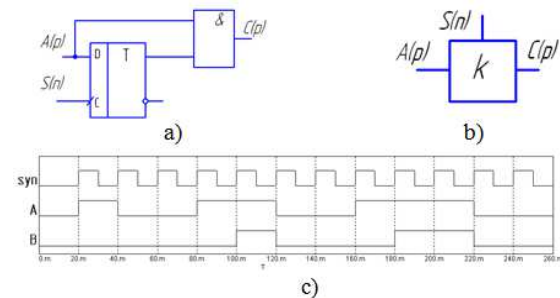 &
A(p)
C(p)
D
T
S(n)
C
a)
S(n)
A(p)
C(p)
k
b)
syn
A
B
0.m 20.m 40.m 60.m 80.m 100.m 120.m 140.m 160.m 180.m 200.m 220.m 240.m 260.m
T
c)